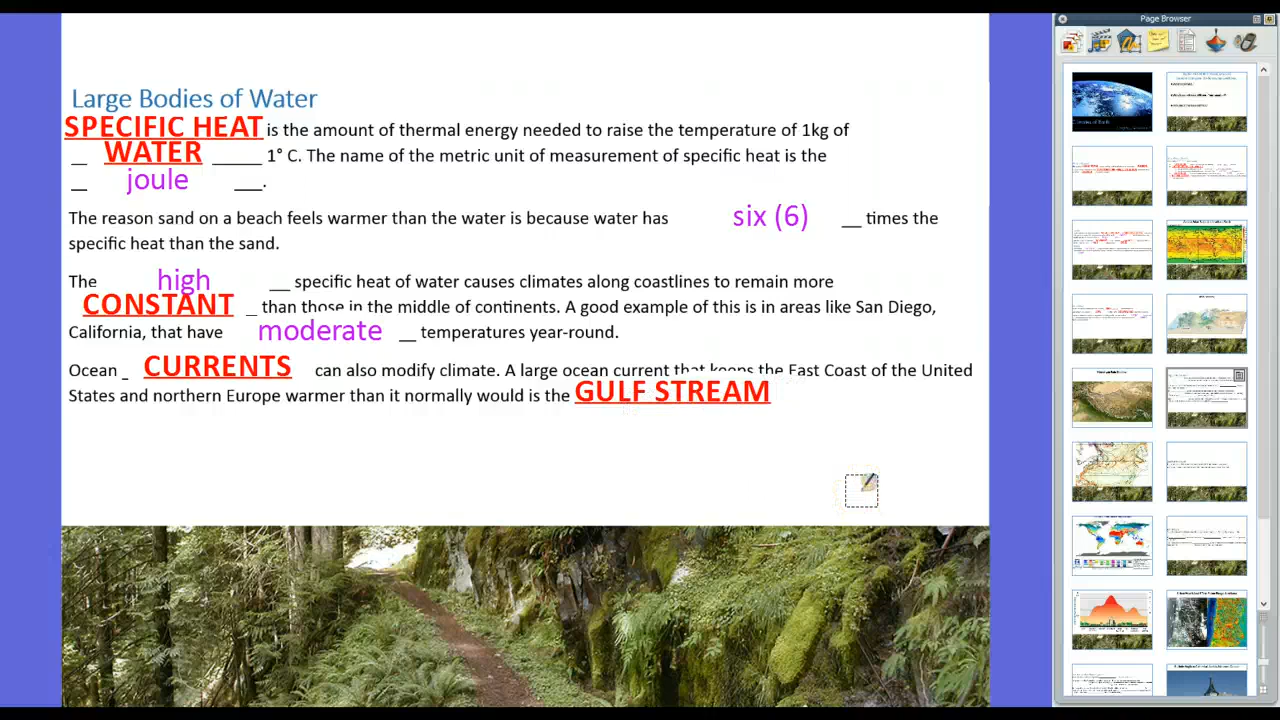 Page Browser
Large Bodies of Water
SPECIFIC HEAT is the amount of thermal energy needed to raise the temperature of 1kg of
__ WATER _____ 1° C. The name of the metric unit of measurement of specific heat is the
__ joule ___.
The reason sand on a beach feels warmer than the water is because water has six (6) __ times the
specific heat than the sand.
The high __ specific heat of water causes climates along coastlines to remain more
CONSTANT _ than those in the middle of continents. A good example of this is in areas like San Diego,
California, that have moderate __ temperatures year-round.
Ocean _ CURRENTS can also modify climate. A large ocean current that keeps the East Coast of the United
States and northern Europe warmer than it normally would is the GULF STREAM